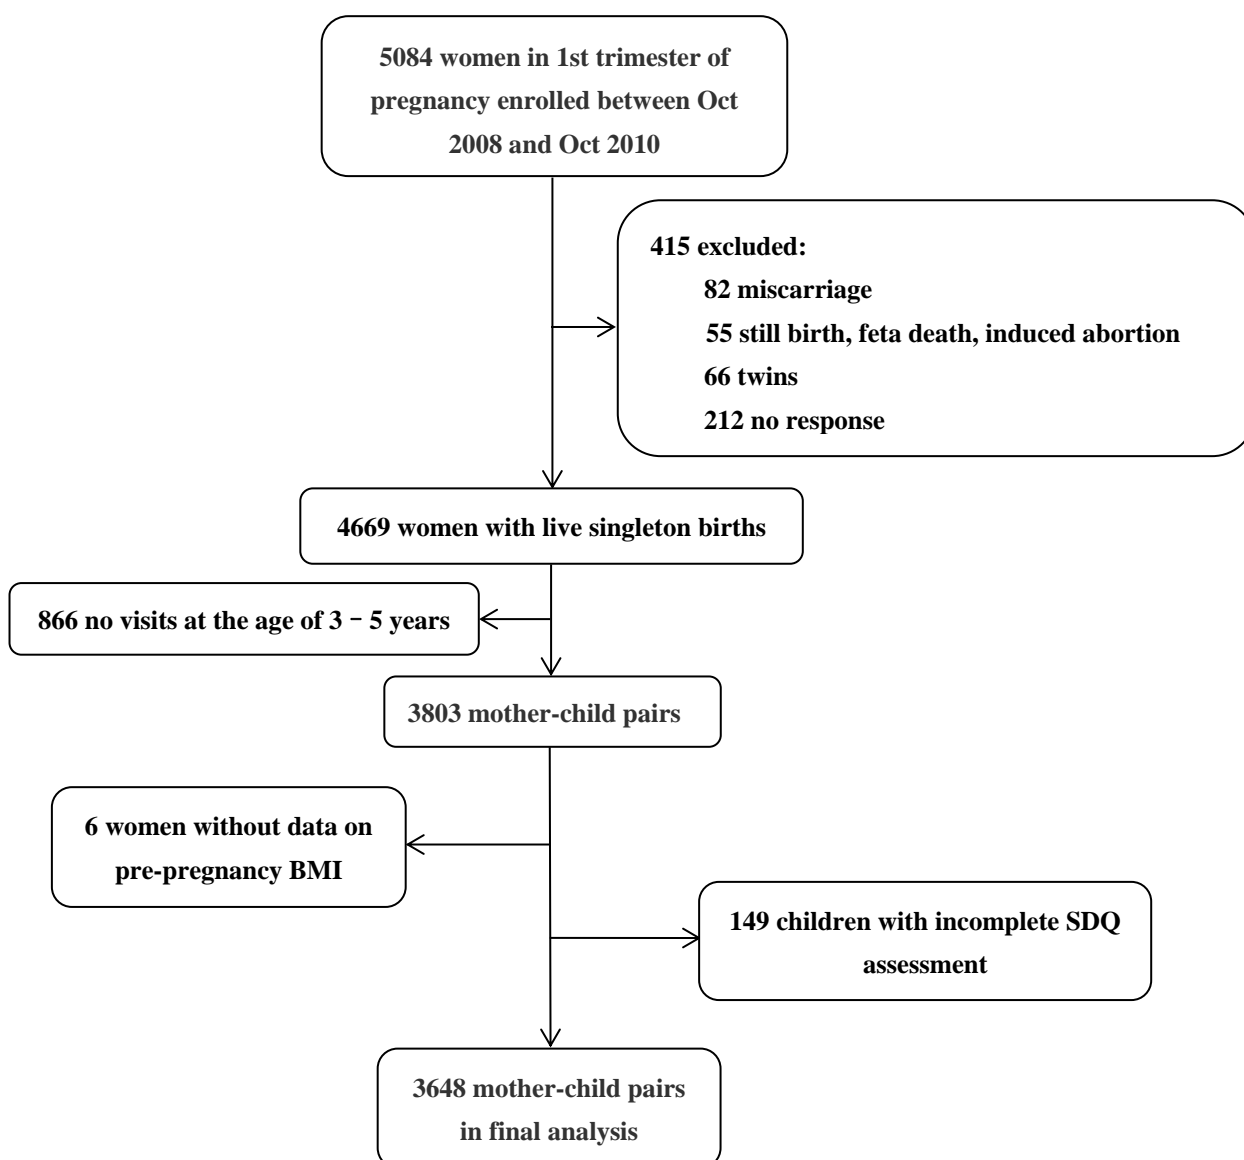 5084 women in 1st trimester of
pregnancy enrolled between Oct
2008 and Oct 2010
415 excluded:
82 miscarriage
55 still birth, feta death, induced abortion
66 twins
212 no response
4669 women with live singleton births
866 no visits at the age of 3－5 years
3803 mother-child pairs
6 women without data on
pre-pregnancy BMI
149 children with incomplete SDQ
assessment
3648 mother-child pairs
in final analysis